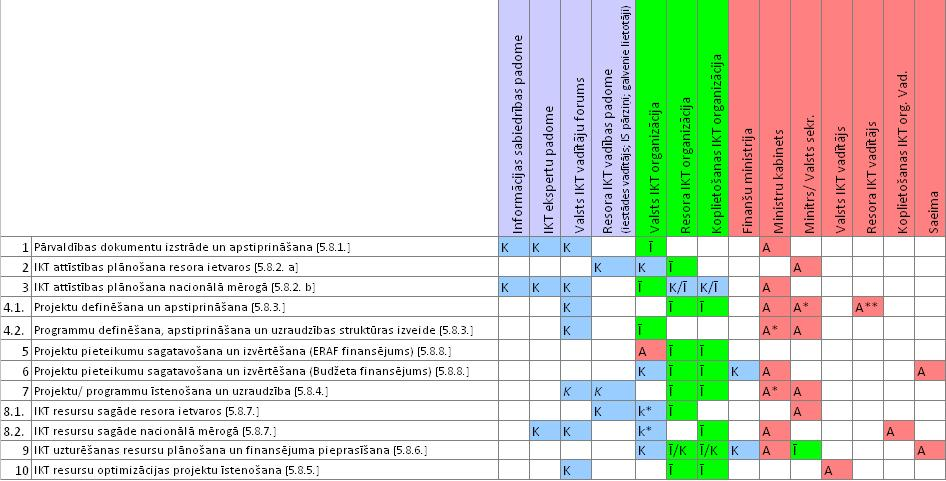 Informācijas sabiedrības padome
IKT ekspertu padome
Valsts IKT vadītāju forums
Resora IKT vadības padome
(iestādes vadītājs; IS pārziņi; galvenie lietotāji)
Valsts IKT organizācija
Resora IKT organizācija
Koplietošanas IKT organizācija
Finanšu ministrija
Ministru kabinets
Minitrs/ Valsts sekr.
Valsts IKT vadītājs
Resora IKT vadītājs
Koplietošanas IKT org. Vad.
Saeima
1 Pārvaldības dokumentu izstrāde un apstiprināšana [5.8.1.] K K K Ī A
2 IKT attīstības plānošana resora ietvaros [5.8.2. a] K K Ī A
3 IKT attīstības plānošana nacionālā mērogā [5.8.2. b] K K K Ī K/Ī K/Ī A
4.1. Projektu definēšana un apstiprināšana [5.8.3.] K Ī Ī A A* A**
4.2. Programmu definēšana, apstiprināšana un uzraudzības struktūras izveide [5.8.3.] K Ī A* A
5 Projektu pieteikumu sagatavošana un izvērtēšana (ERAF finansējums) [5.8.8.] A Ī Ī
6 Projektu pieteikumu sagatavošana un izvērtēšana (Budžeta finansējums) [5.8.8.] K Ī Ī K A A
7 Projektu/ programmu īstenošana un uzraudzība [5.8.4.] K K Ī Ī A* A
8.1. IKT resursu sagāde resora ietvaros [5.8.7.] K k* Ī A
8.2. IKT resursu sagāde nacionālā mērogā [5.8.7.] K K k* Ī A A
9 IKT uzturēšanas resursu plānošana un finansējuma pieprasīšana [5.8.6.] K Ī/K Ī/K K A Ī A
10 IKT resursu optimizācijas projektu īstenošana [5.8.5.] K Ī Ī A